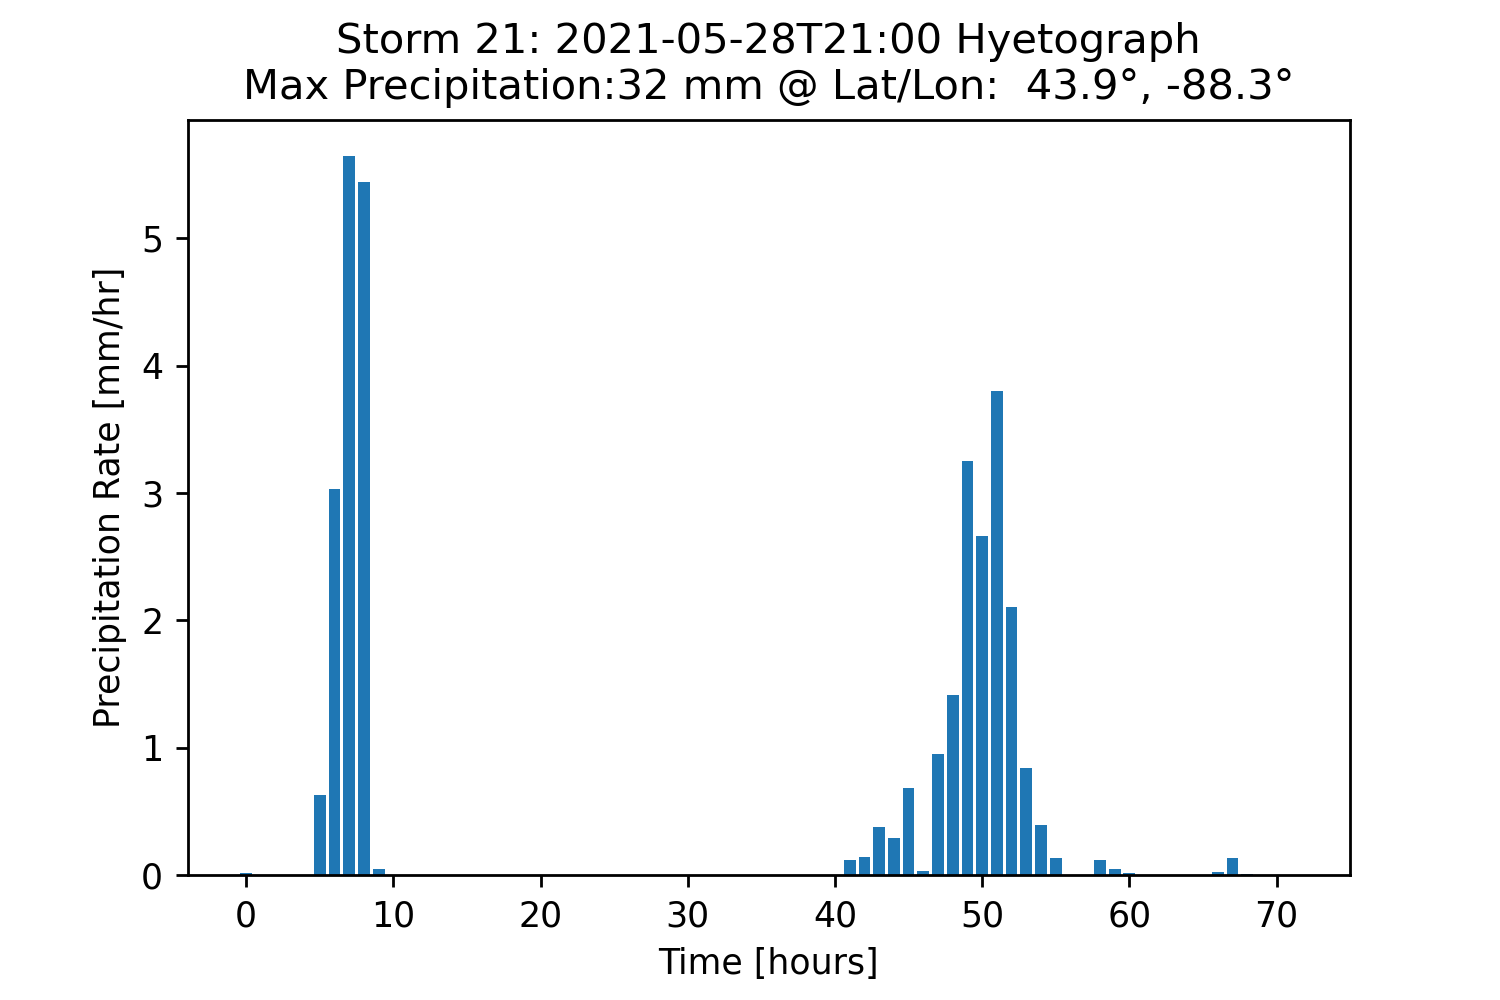 Storm 21: 2021-05-28T21:00 Hyetograph
Max Precipitation:32 mm @ Lat/Lon:  43.9°, -88.3°
Precipitation Rate [mm/hr]
5
4
3
2
1
0
0 10 20 30 40 50 60 70
Time [hours]